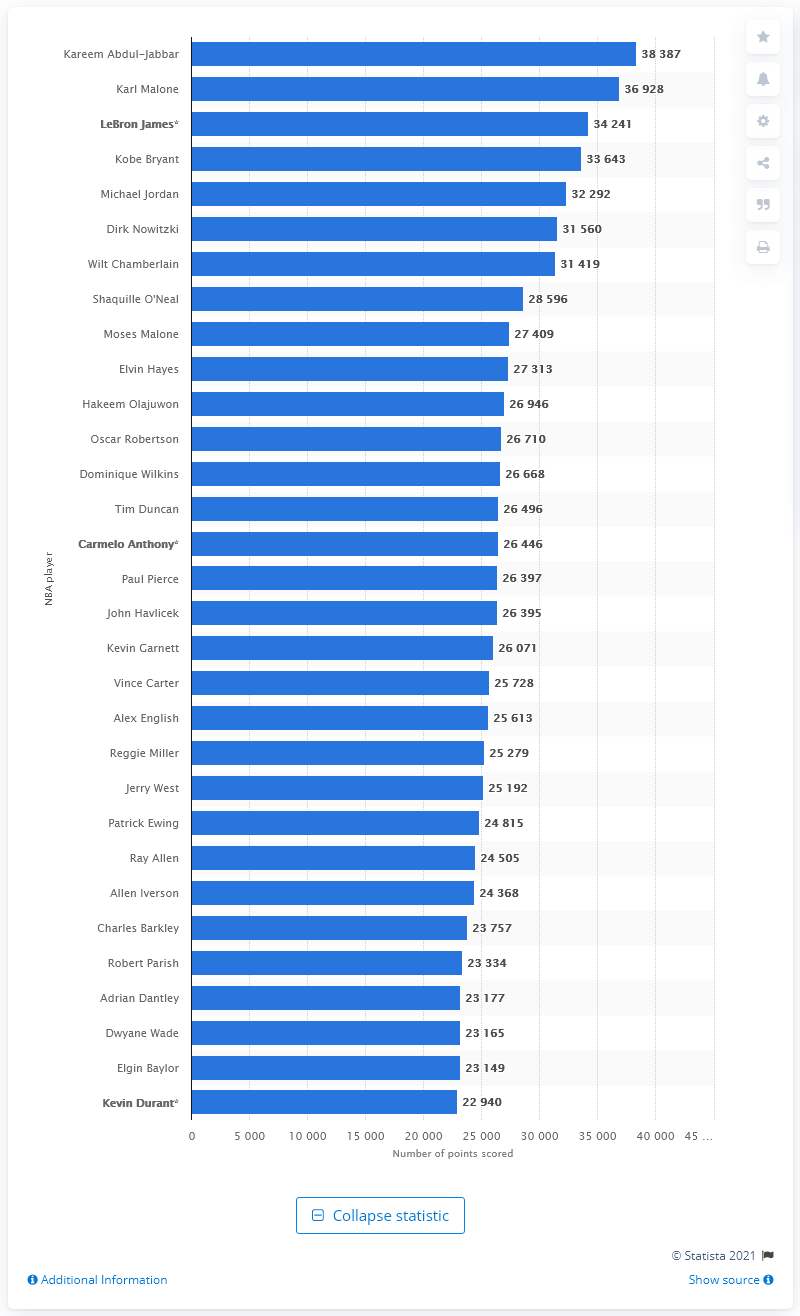 Kareem Abdul-Jabbar 38 387
Karl Malone 36 928
LeBron James* 34 241
Kobe Bryant 33 643
Michael Jordan 32 292
Dirk Nowitzki 31 560
Wilt Chamberlain 31 419
Shaquille O'Neal 28 596
Moses Malone 27 409
Elvin Hayes 27 313
Hakeem Olajuwon 26 946
Oscar Robertson 26 710
Dominique Wilkins 26 668
Tim Duncan 26 496
Carmelo Anthony* 26 446
Paul Pierce 26 397
John Havlicek 26 395
Kevin Garnett 26 071
Vince Carter 25 728
Alex English 25 613
Reggie Miller 25 279
Jerry West 25 192
Patrick Ewing 24 815
Ray Allen 24 505
Allen Iverson 24 368
Charles Barkley 23 757
Robert Parish 23 334
Adrian Dantley 23 177
Dwyane Wade 23 165
Elgin Baylor 23 149
Kevin Durant* 22 940
NBA player
0 5 000 10 000 15 000 20 000 25 000 30 000 35 000 40 000 45 ...
Number of points scored
Collapse statistic
© Statista 2021
Additional Information
Show source